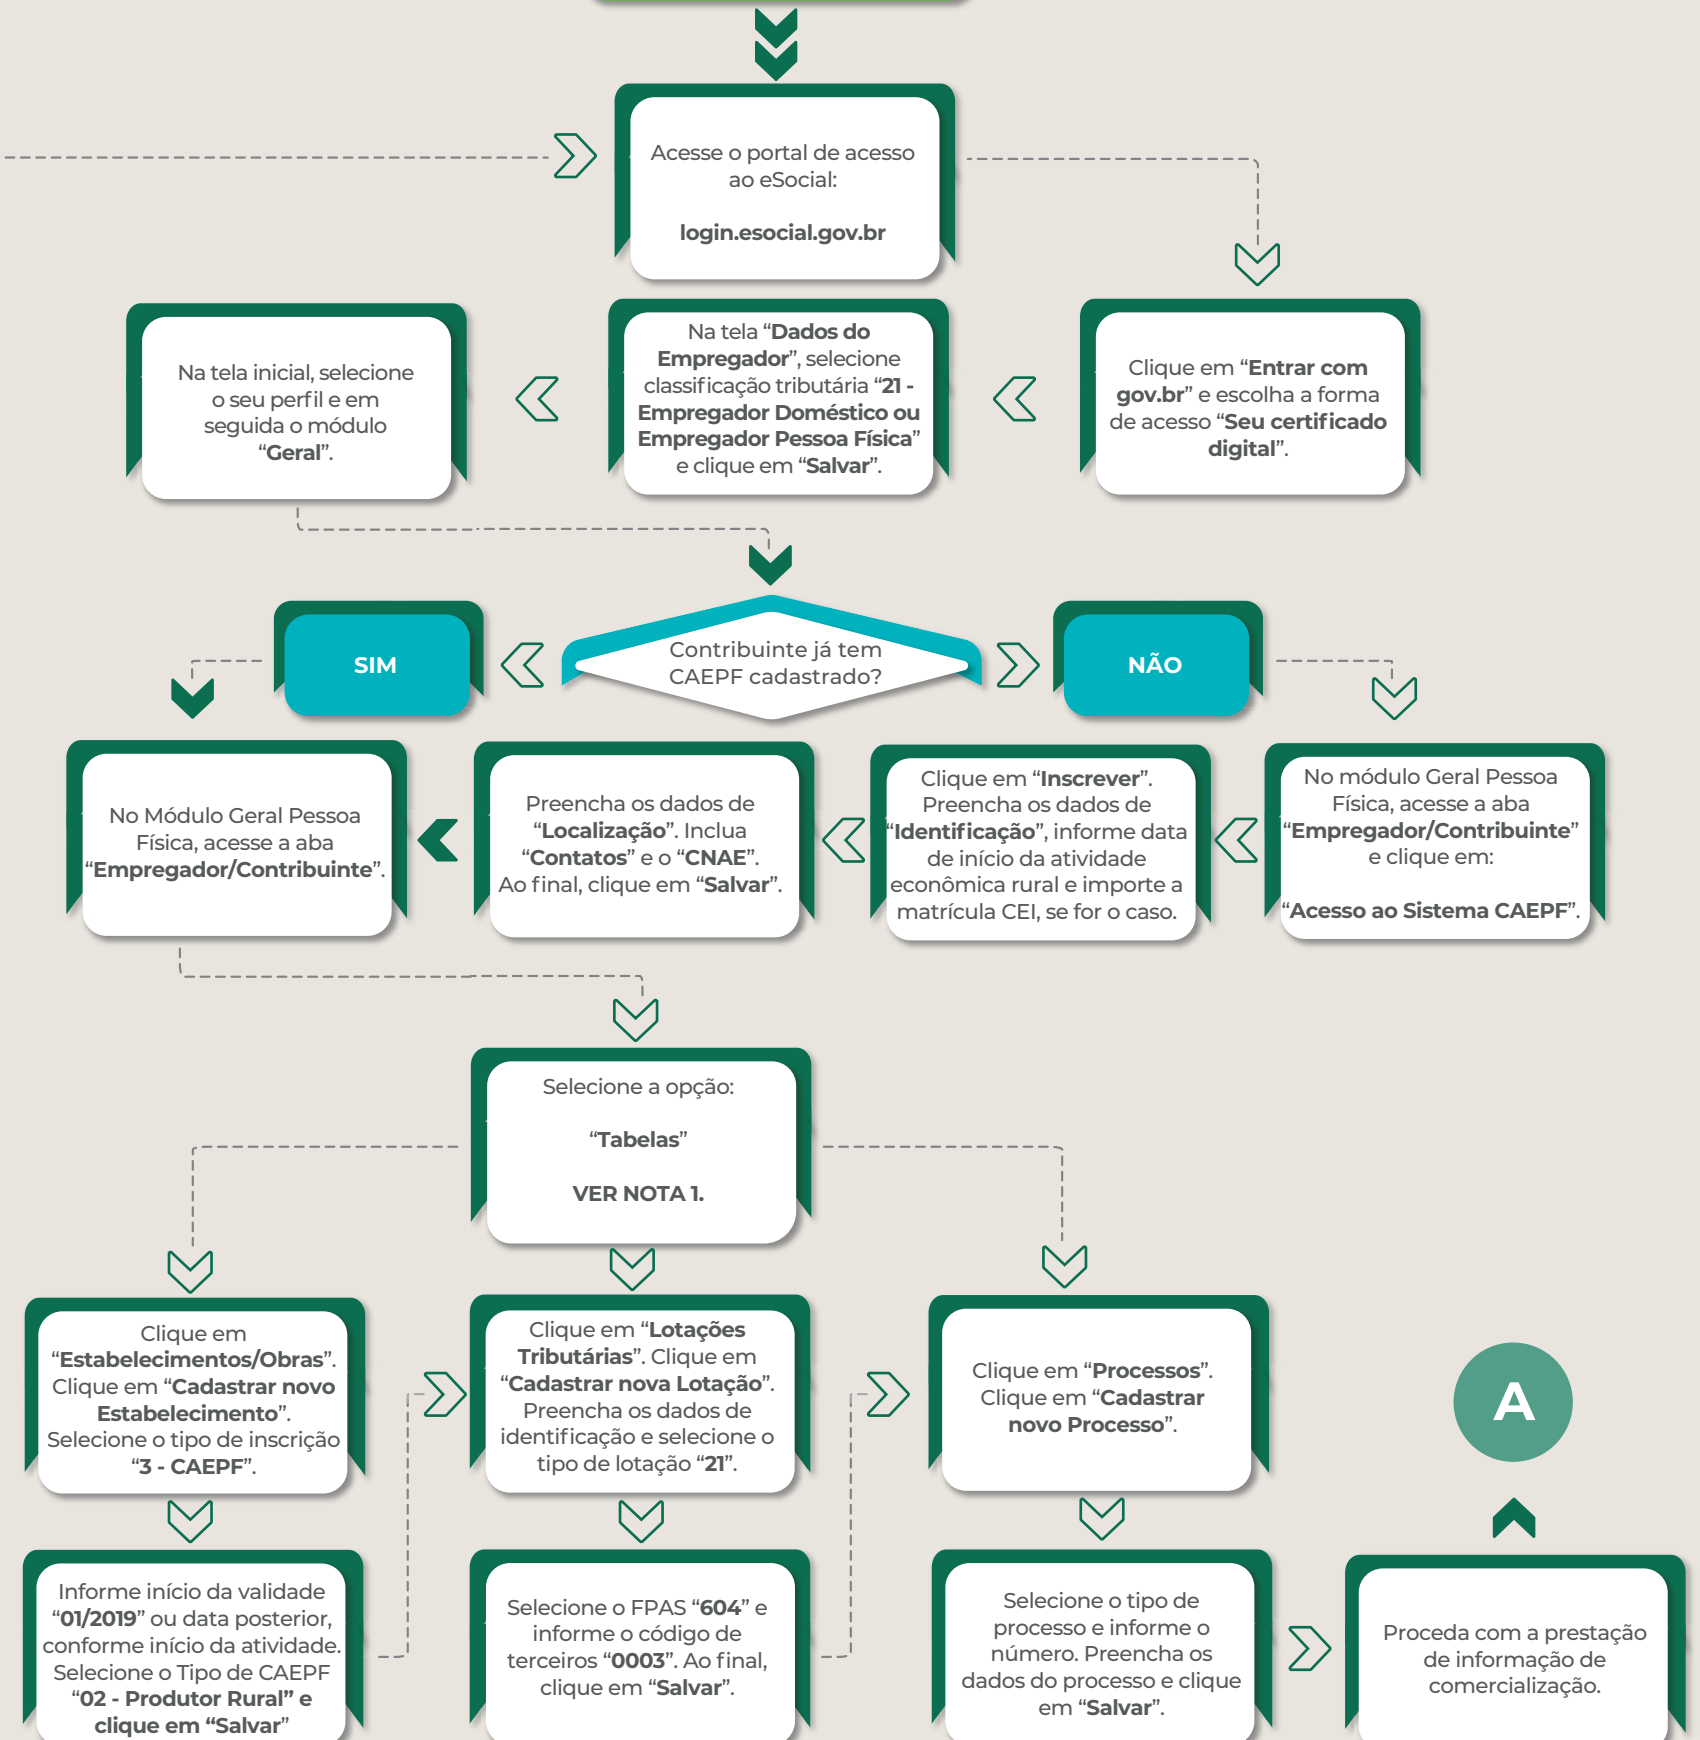 Acesse o portal de acesso
ao eSocial:
login.esocial.gov.br
Clique em “Entrar com
gov.br” e escolha a forma
de acesso “Seu certificado
digital”.
Na tela “Dados do
Empregador”, selecione
classificação tributária “21 -
Empregador Doméstico ou
Empregador Pessoa Física”
e clique em “Salvar”.
Na tela inicial, selecione
o seu perfil e em
seguida o módulo
“Geral”.
Contribuinte já tem
CAEPF cadastrado?
SIM
NÃO
No módulo Geral Pessoa
Física, acesse a aba
“Empregador/Contribuinte”
e clique em:
“Acesso ao Sistema CAEPF”.
Clique em “Inscrever”.
Preencha os dados de
“Identificação”, informe data
de início da atividade
econômica rural e importe a
matrícula CEI, se for o caso.
Preencha os dados de
“Localização”. Inclua
“Contatos” e o “CNAE”.
Ao final, clique em “Salvar”.
No Módulo Geral Pessoa
Física, acesse a aba
“Empregador/Contribuinte”.
Selecione a opção:
“Tabelas”
VER NOTA 1.
Clique em
“Estabelecimentos/Obras”.
Clique em “Cadastrar novo
Estabelecimento”.
Selecione o tipo de inscrição
“3 - CAEPF”.
Informe início da validade
“01/2019” ou data posterior,
conforme início da atividade.
Selecione o Tipo de CAEPF
“02 - Produtor Rural” e
clique em “Salvar”
Clique em “Lotações
Tributárias”. Clique em
“Cadastrar nova Lotação”.
Preencha os dados de
identificação e selecione o
tipo de lotação “21”.
Selecione o FPAS “604” e
informe o código de
terceiros “0003”. Ao final,
clique em “Salvar”.
Clique em “Processos”.
Clique em “Cadastrar
novo Processo”.
Selecione o tipo de
processo e informe o
número. Preencha os
dados do processo e clique
em “Salvar”.
Proceda com a prestação
de informação de
comercialização.
A